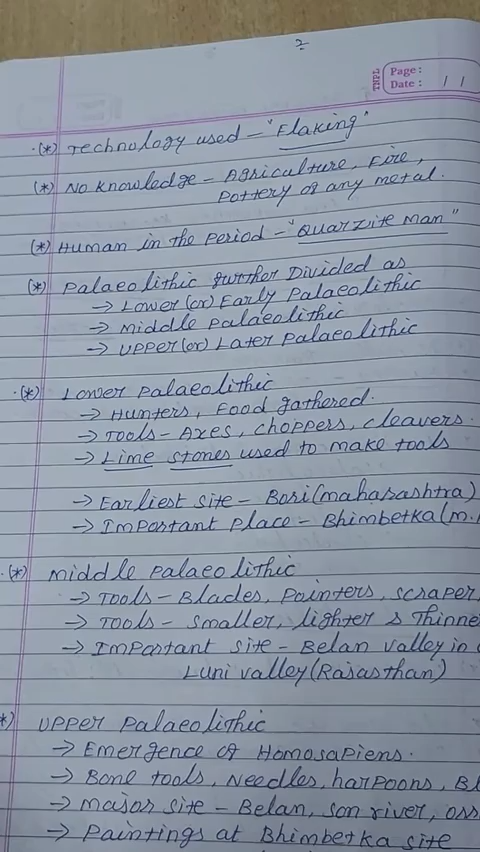 2
TNPL
Page:
Date: / /
(*) Technology used - "Flaking"
(*) No knowledge - Agriculture, Fire,
Pottery or any metal.
(*) Human in the Period - "Quarzite man"
(*) Palaeolithic further Divided as
→ Lower (or) Early Palaeolithic
→ Middle Palaeolithic
→ Upper (or) Later Palaeolithic
(*) Lower Palaeolithic
→ Hunters, Food gathered.
→ Tools - Axes, choppers, cleavers.
→ Lime stones used to make tools
→ Earliest site - Bori (maharashtra)
→ Important Place - Bhimbetka (m.
(*) Middle Palaeolithic
→ Tools - Blades, Pointers, scraper,
→ Tools - Smaller, lighter & Thinne
→ Important site - Belan valley in
Luni valley (Rajasthan)
*) Upper Palaeolithic
→ Emergence of Homosapiens.
→ Bone tools, Needles, harpoons, Bl
→ major site - Belan, son river,
→ Paintings at Bhimbetka site